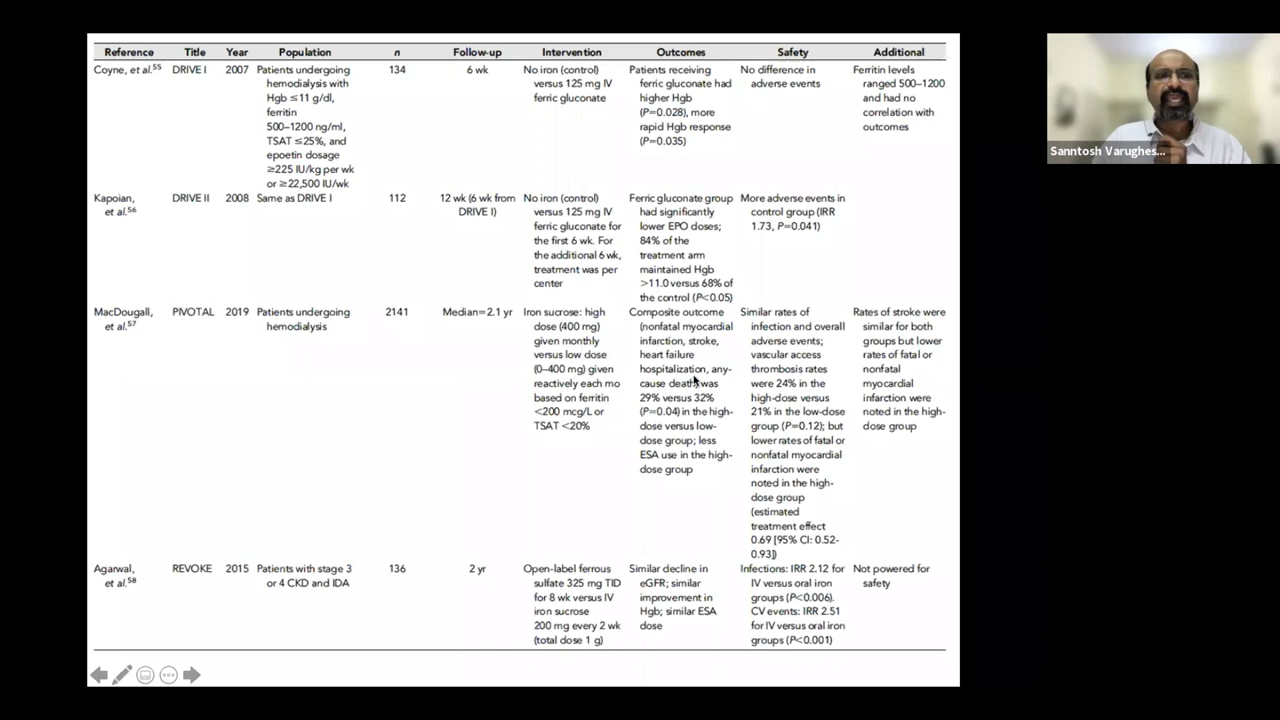 Reference Title Year Population n Follow-up Intervention Outcomes Safety Additional
Coyne, et al.55 DRIVE I 2007 Patients undergoing
hemodialysis with
Hgb ≤11 g/dl,
ferritin
500–1200 ng/ml,
TSAT ≤25%, and
epoetin dosage
≥225 IU/kg per wk
or ≥22,500 IU/wk
134
6 wk
No iron (control)
versus 125 mg IV
ferric gluconate
Patients receiving
ferric gluconate had
higher Hgb
(P=0.028), more
rapid Hgb response
(P=0.035)
No difference in
adverse events
Ferritin levels
ranged 500–1200
and had no
correlation with
outcomes
Kapoian,
et al.56
DRIVE II 2008 Same as DRIVE I 112
12 wk (6 wk from
DRIVE I)
No iron (control)
versus 125 mg IV
ferric gluconate for
the first 6 wk. For
the additional 6 wk,
treatment was per
center
Ferric gluconate group
had significantly
lower EPO doses;
84% of the
treatment arm
maintained Hgb
>11.0 versus 68% of
the control (P<0.05)
More adverse events in
control group (IRR
1.73, P=0.041)
MacDougall,
et al.57
PIVOTAL 2019 Patients undergoing
hemodialysis
2141
Median=2.1 yr
Iron sucrose: high
dose (400 mg)
given monthly
versus low dose
(0–400 mg) given
reactively each mo
based on ferritin
<200 mcg/L or
TSAT <20%
Composite outcome
(nonfatal myocardial
infarction, stroke,
heart failure
hospitalization, any-
cause death) was
29% versus 32%
(P=0.04) in the high-
dose versus low-
dose group; less
ESA use in the high-
dose group
Similar rates of
infection and overall
adverse events;
vascular access
thrombosis rates
were 24% in the
high-dose versus
21% in the low-dose
group (P=0.12); but
lower rates of fatal or
nonfatal myocardial
infarction were
noted in the high-
dose group
(estimated
treatment effect
0.69 [95% CI: 0.52-
0.93])
Rates of stroke were
similar for both
groups but lower
rates of fatal or
nonfatal
myocardial
infarction were
noted in the high-
dose group
Agarwal,
et al.58
REVOKE 2015 Patients with stage 3
or 4 CKD and IDA
136
2 yr
Open-label ferrous
sulfate 325 mg TID
for 8 wk versus IV
iron sucrose
200 mg every 2 wk
(total dose 1 g)
Similar decline in
eGFR; similar
improvement in
Hgb; similar ESA
dose
Infections: IRR 2.12 for
IV versus oral iron
groups (P<0.006).
CV events: IRR 2.51
for IV versus oral iron
groups (P<0.001)
Not powered for
safety
Sanntosh Varughes...